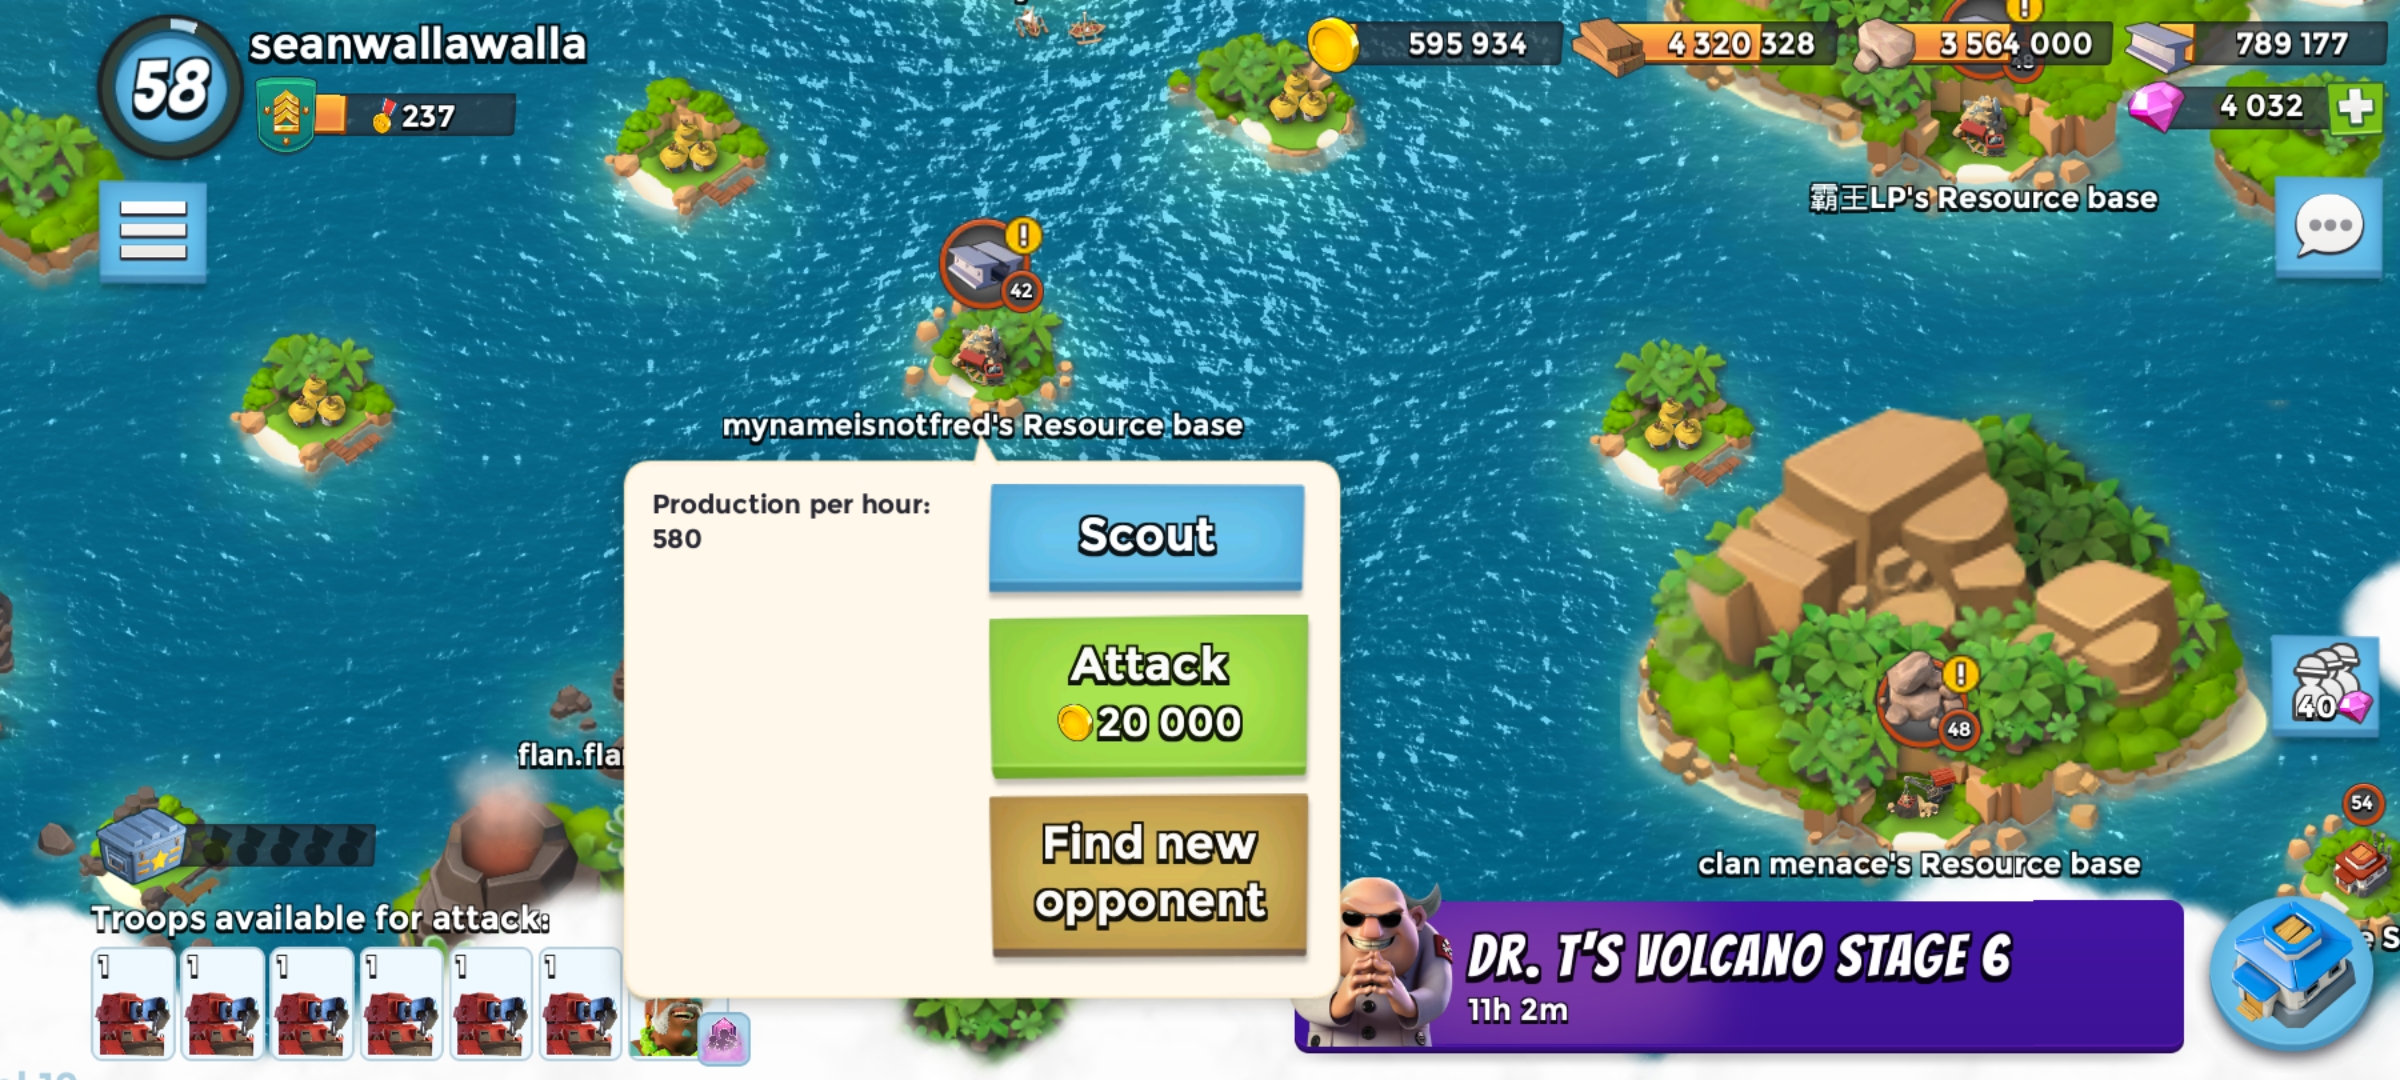 58
seanwallawalla
237
595 934
4 320 328
3 564 000
789 177
4 032
霸王LP's Resource base
42
mynameisnotfred's Resource base
Production per hour:
580
Scout
Attack
20 000
Find new
opponent
48
clan menace's Resource base
40
54
Troops available for attack:
1 1 1 1 1 1
DR. T'S VOLCANO STAGE 6
11h 2m